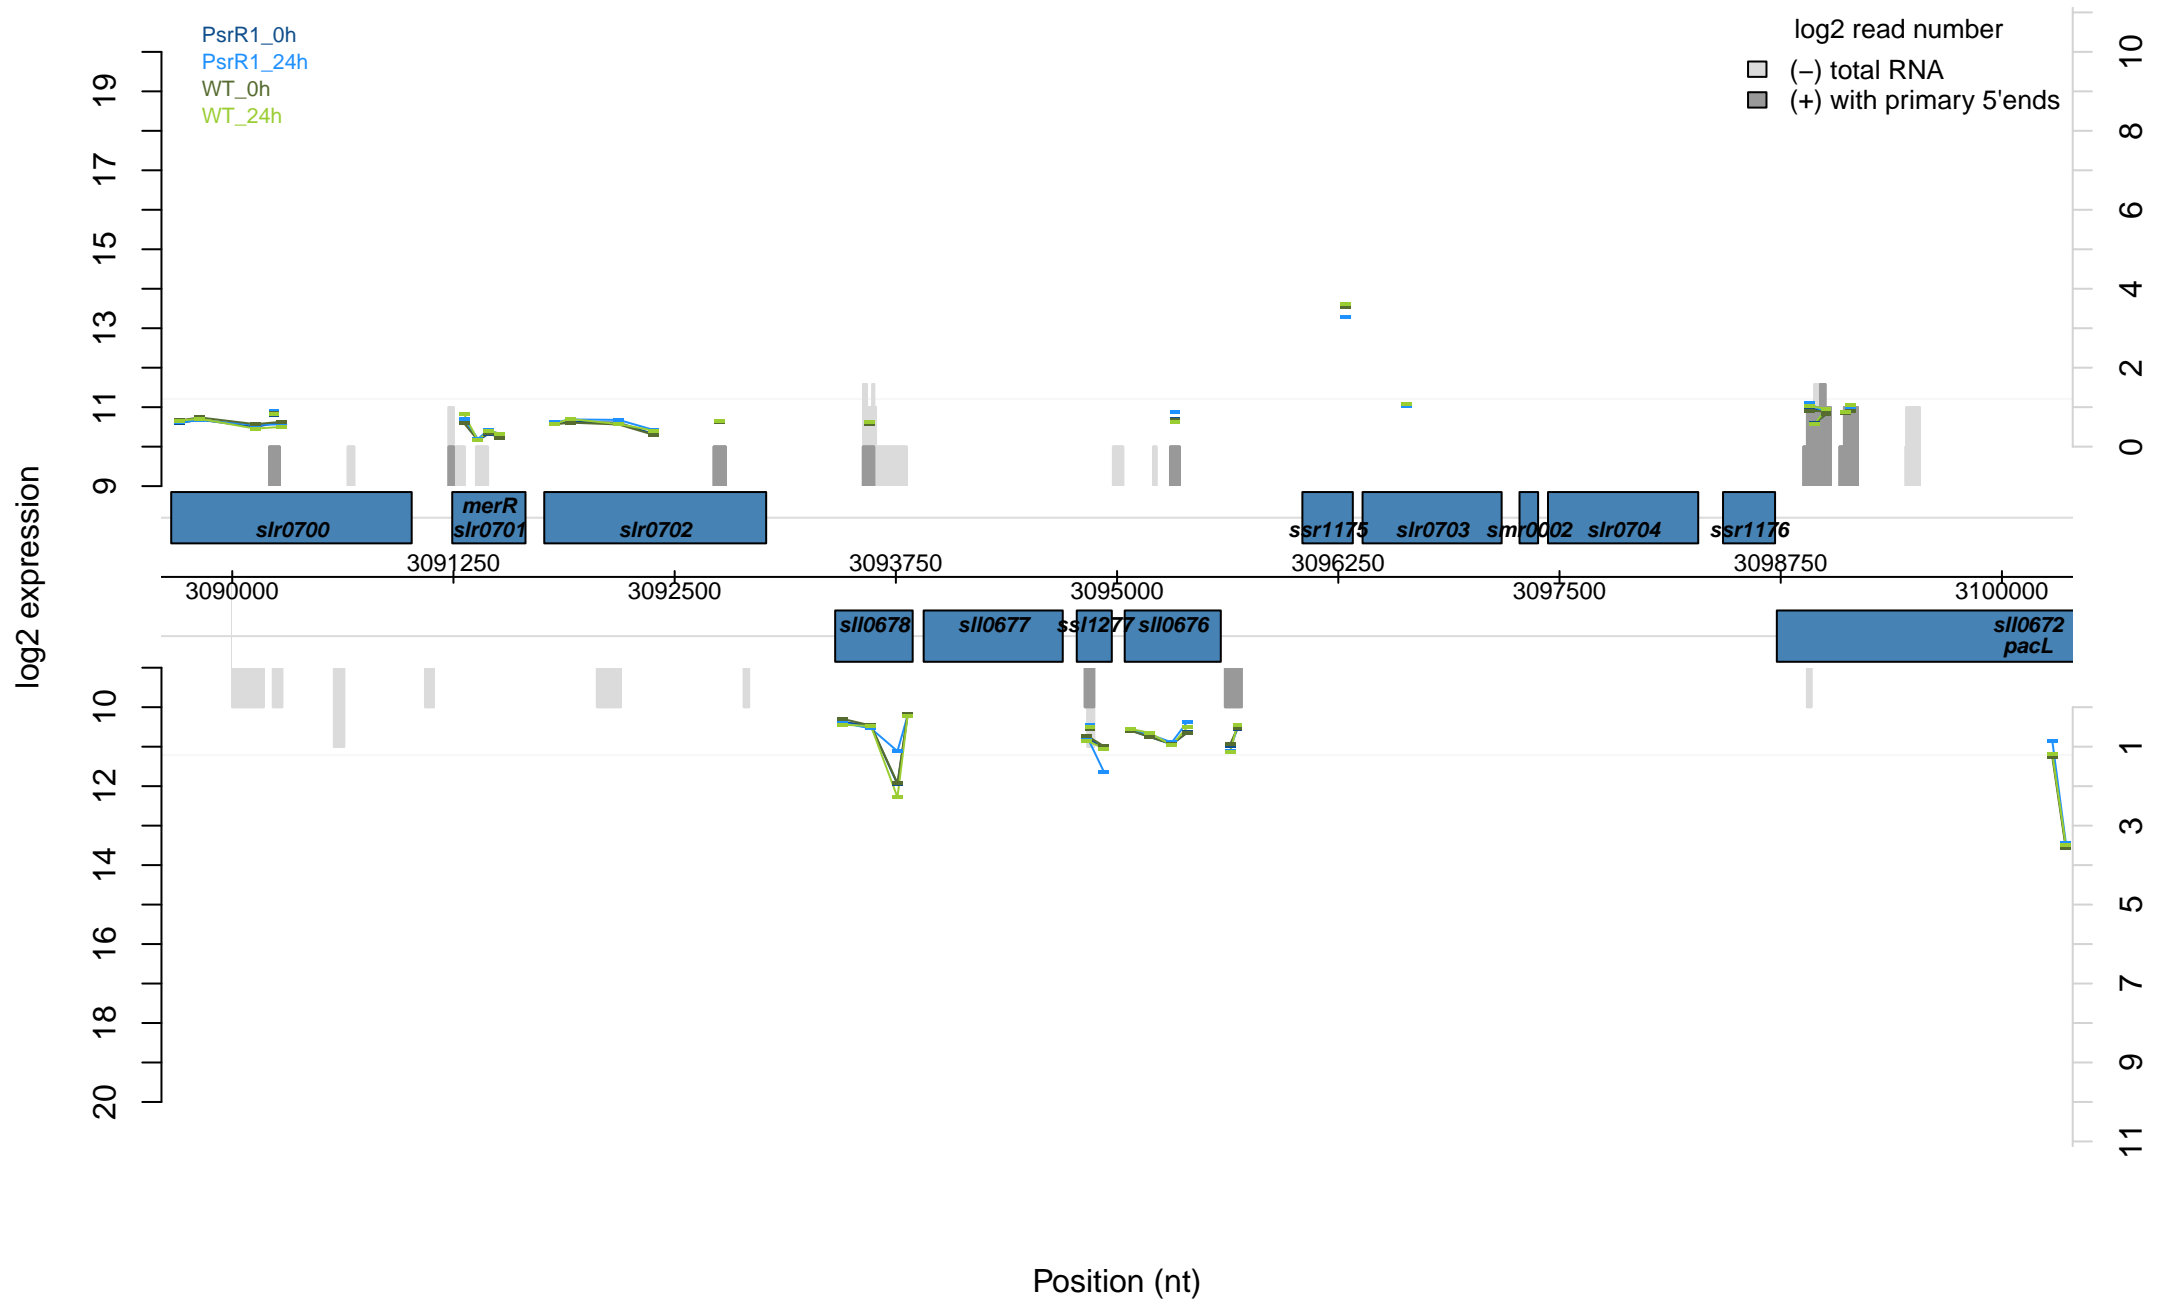 PsrR1_0h
PsrR1_24h
WT_0h
WT_24h
log2 read number
(−) total RNA
(+) with primary 5'ends
19
17
15
13
11
9
10
8
6
4
2
0
log2 expression
merR
slr0700
slr0701
slr0702
ssr1175
slr0703
smr0002
slr0704
ssr1176
3091250
3093750
3096250
3098750
3090000
3092500
3095000
3097500
3100000
sll0678
sll0677
ssl1277
sll0676
sll0672
pacL
10
12
14
16
18
20
1
3
5
7
9
11
Position (nt)